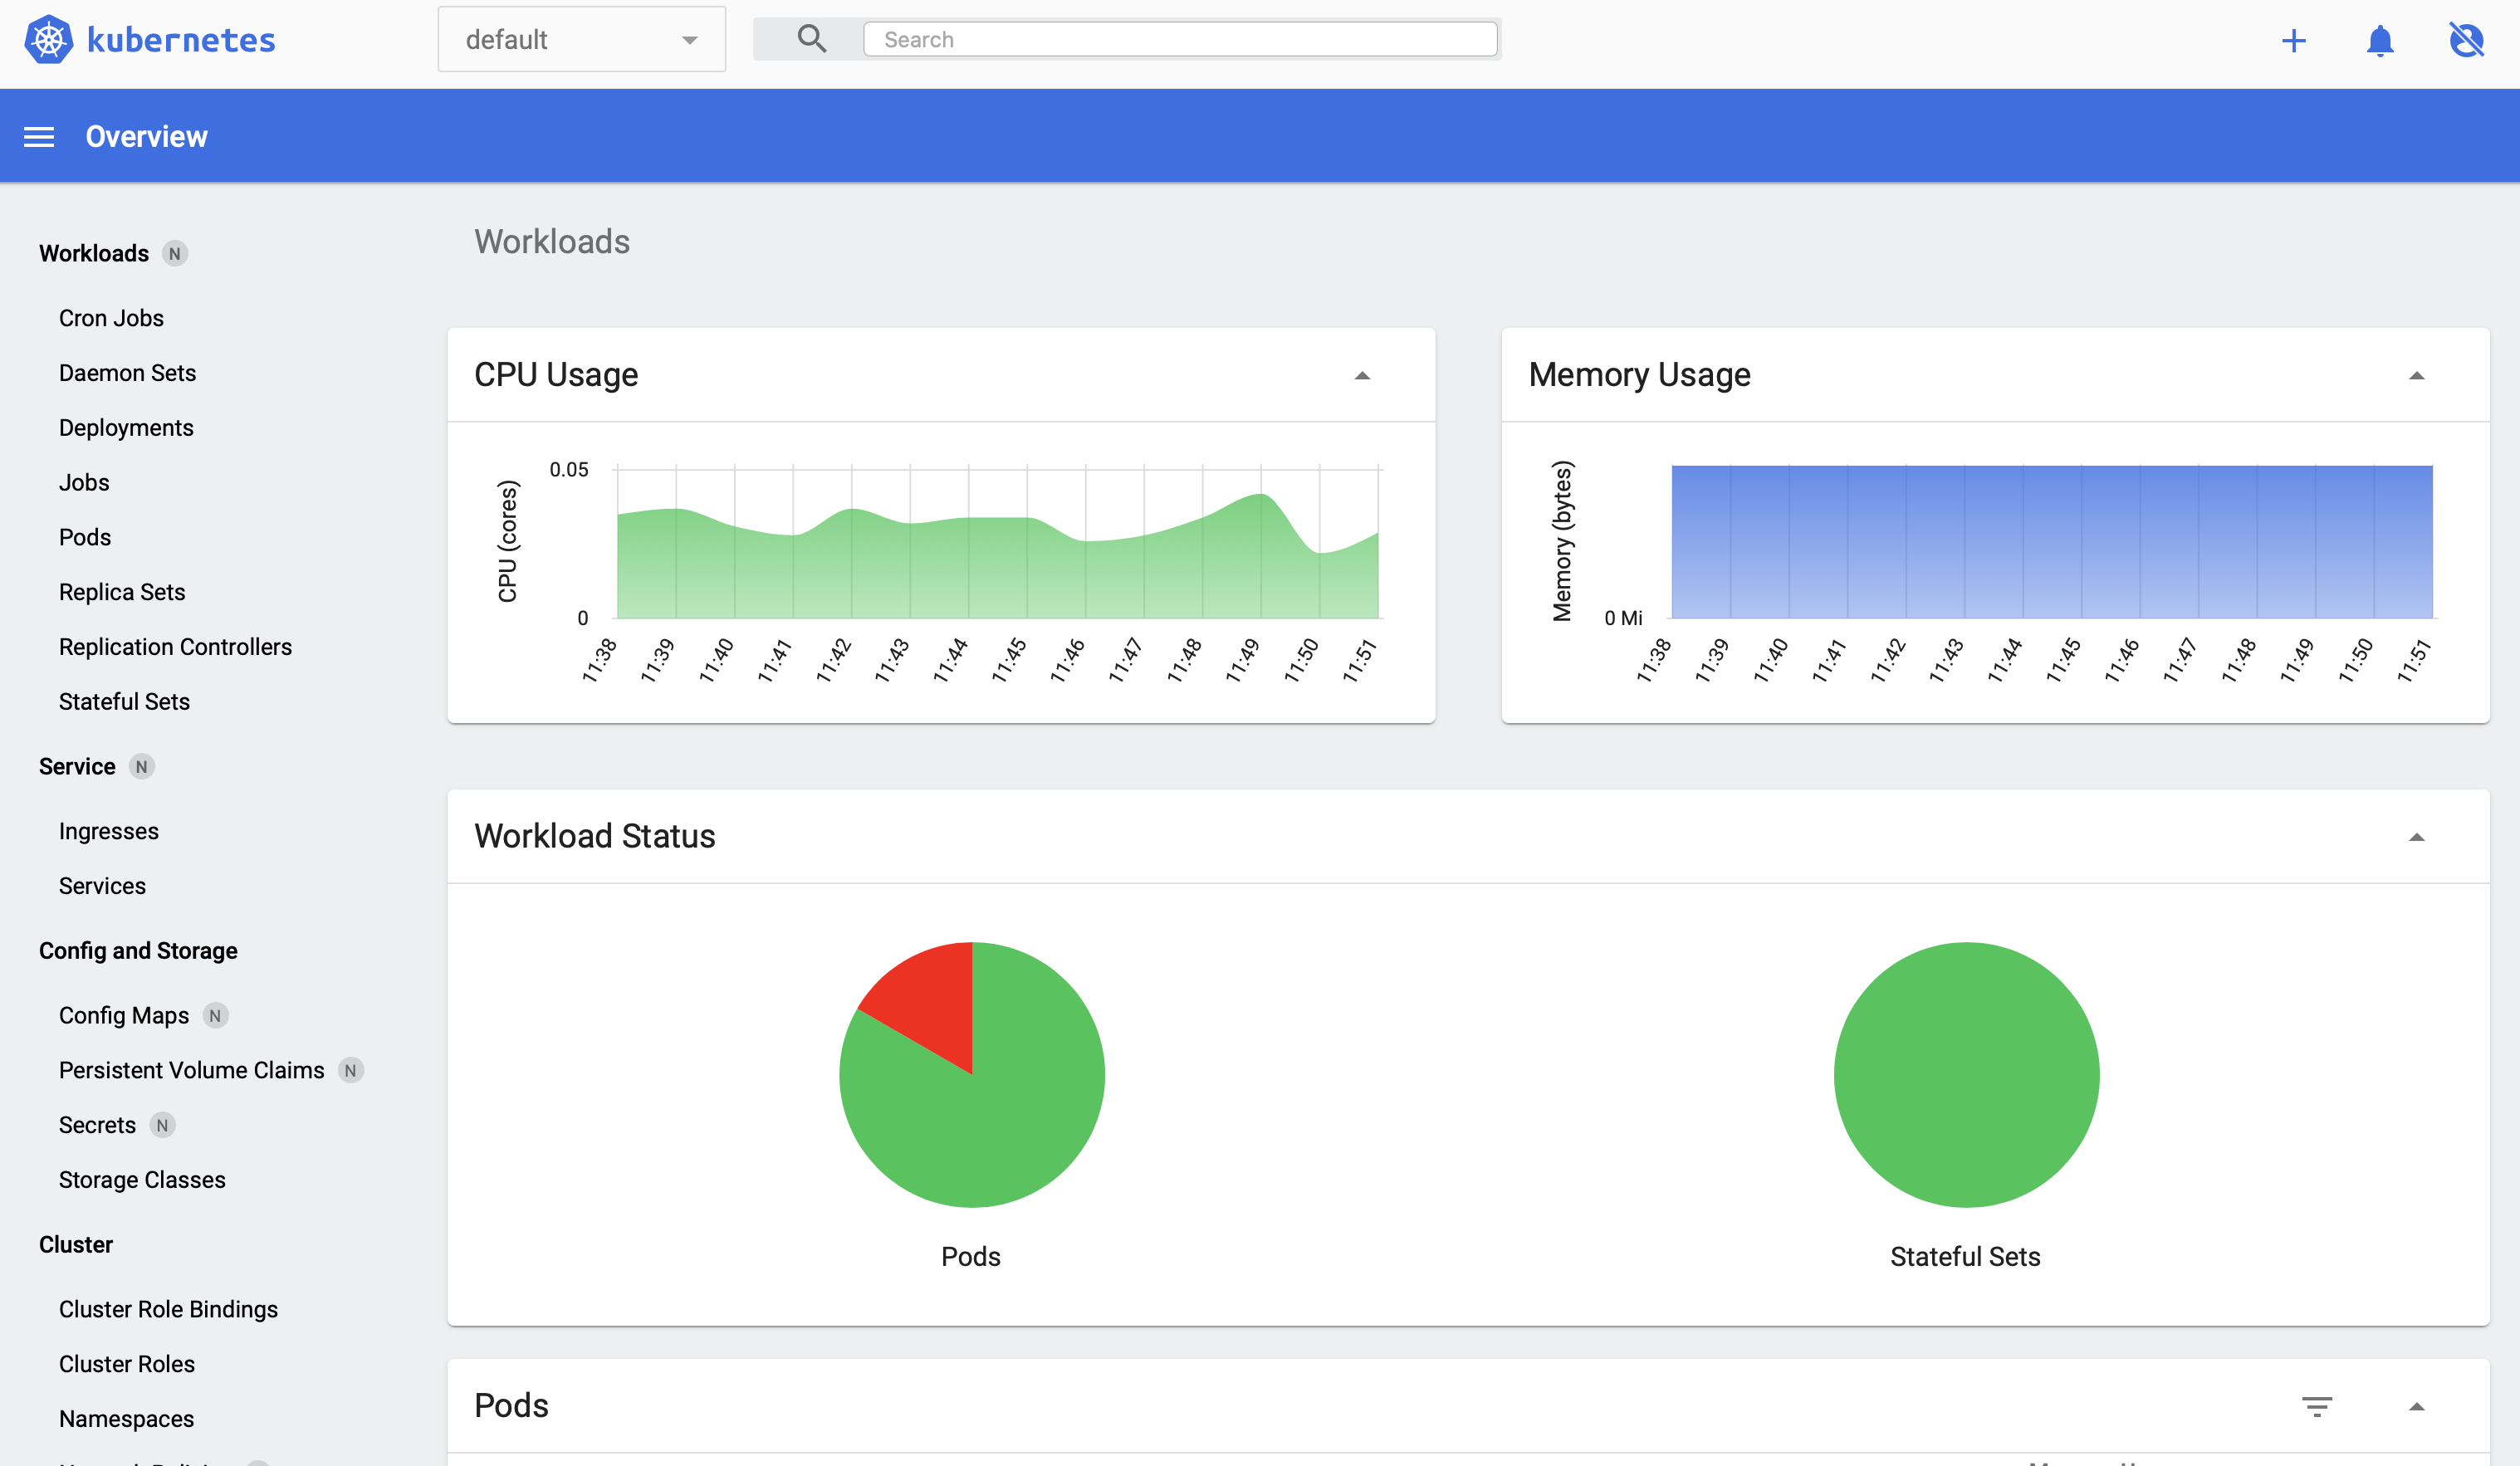 kubernetes
default
Search
Overview
Workloads N
Cron Jobs
Daemon Sets
Deployments
Jobs
Pods
Replica Sets
Replication Controllers
Stateful Sets
Service N
Ingresses
Services
Config and Storage
Config Maps N
Persistent Volume Claims N
Secrets N
Storage Classes
Cluster
Cluster Role Bindings
Cluster Roles
Namespaces
Workloads
CPU Usage
CPU (cores)
0.05
0
11:38 11:39 11:40 11:41 11:42 11:43 11:44 11:45 11:46 11:47 11:48 11:49 11:50 11:51
Memory Usage
Memory (bytes)
0 Mi
11:38 11:39 11:40 11:41 11:42 11:43 11:44 11:45 11:46 11:47 11:48 11:49 11:50 11:51
Workload Status
Pods
Stateful Sets
Pods